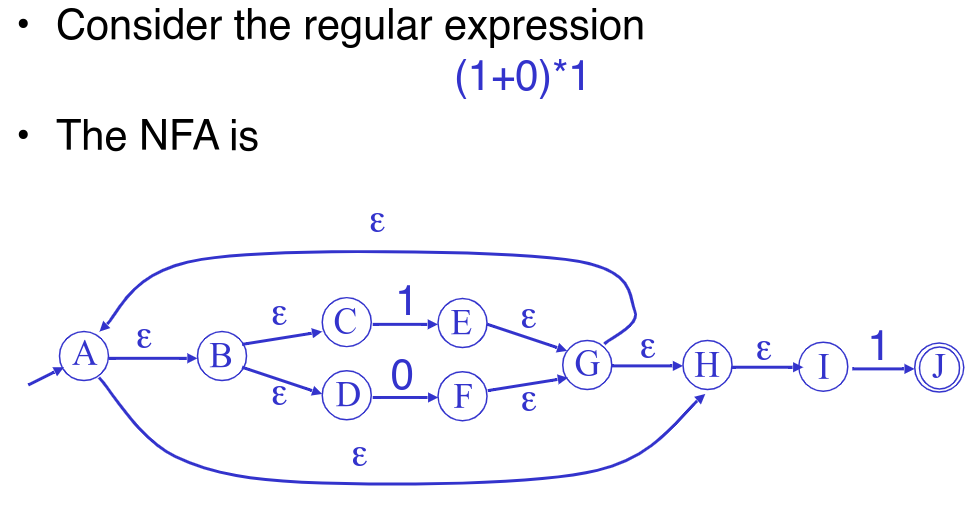 • Consider the regular expression
(1+0)*1
• The NFA is
ε
ε 1 ε
C E
A ε B G ε H ε I 1 J
ε D 0 F ε
ε